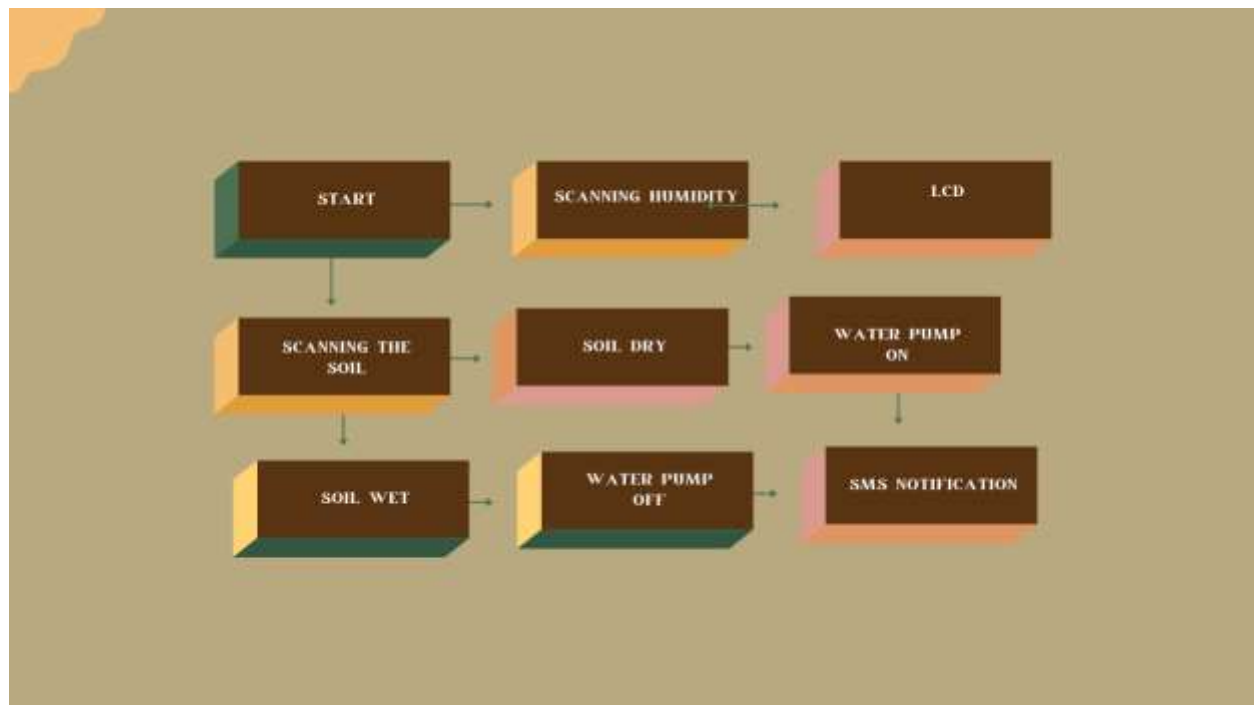 START
SCANNING HUMIDITY
LCD
SCANNING THE
SOIL
SOIL DRY
WATER PUMP
ON
SOIL WET
WATER PUMP
OFF
SMS NOTIFICATION